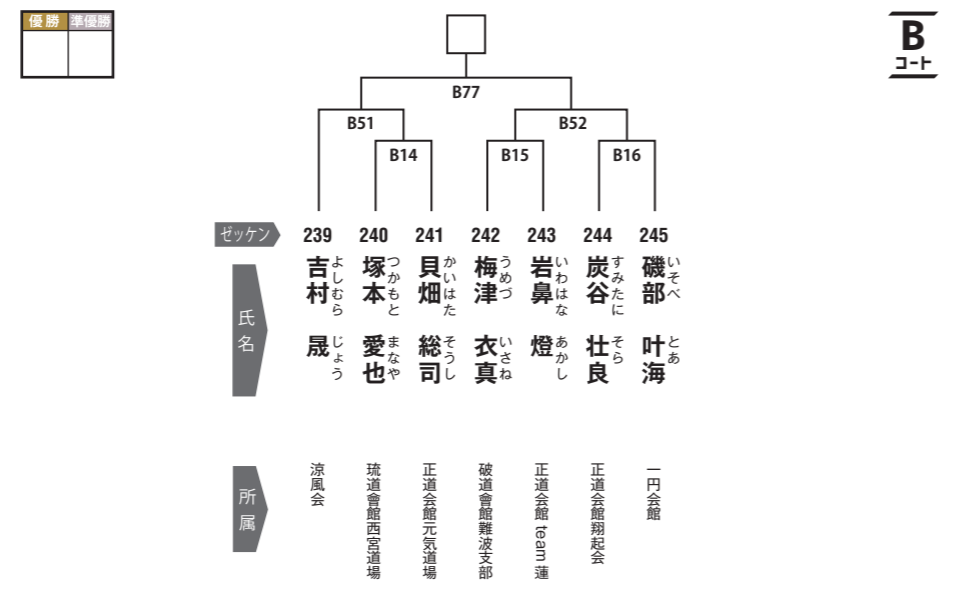 優勝 準優勝
B
コート
B77
B51 B52
B14 B15 B16
ゼッケン 239 240 241 242 243 244 245
氏名
吉村 晟
よしむら じょう
塚本 愛也
つかもと まなや
貝畑 総司
かいはた そうし
梅津 衣真
うめづ いさね
岩鼻 燈
いわはな あかし
炭谷 壮良
すみたに そら
磯部 叶海
いそべ とあ
所属
涼風会
琉道會館西宮道場
正道会館元気道場
破道會館難波支部
正道会館 team 蓮
正道会館翔起会
一円会館